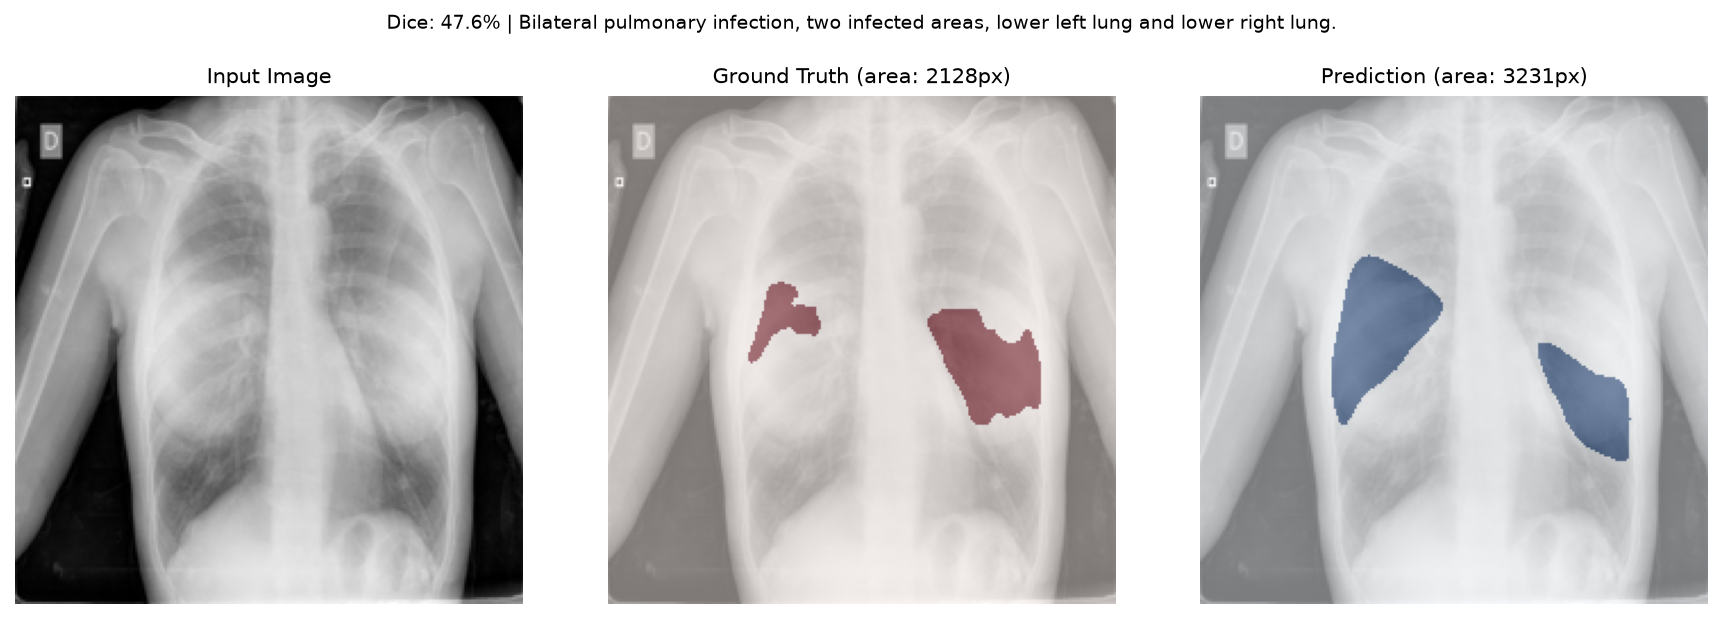 Dice: 47.6% | Bilateral pulmonary infection, two infected areas, lower left lung and lower right lung.
Input Image
Ground Truth (area: 2128px)
Prediction (area: 3231px)
D
D
D